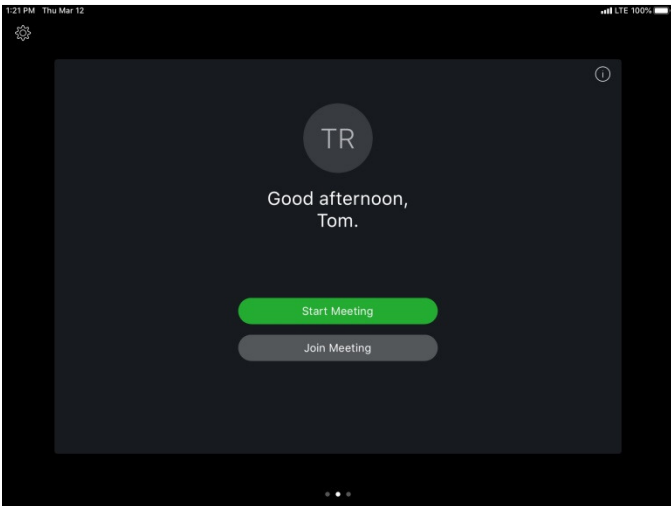 1:21 PM Thu Mar 12
LTE 100%
TR
Good afternoon,
Tom.
Start Meeting
Join Meeting